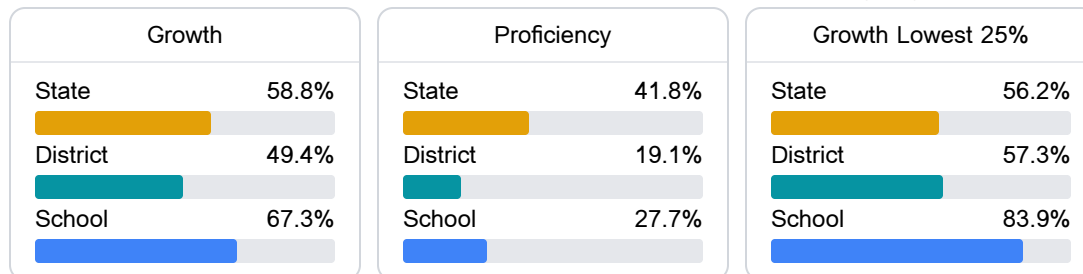 Growth
State 58.8%
District 49.4%
School 67.3%
Proficiency
State 41.8%
District 19.1%
School 27.7%
Growth Lowest 25%
State 56.2%
District 57.3%
School 83.9%